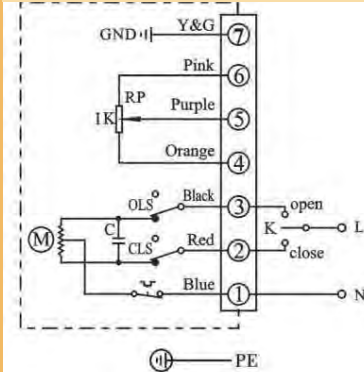 GND Y&G 7
Pink 6
RP
1K Purple 5
Orange 4
OLS Black 3 open
K L
M C CLS Red 2 close
Blue 1 N
PE